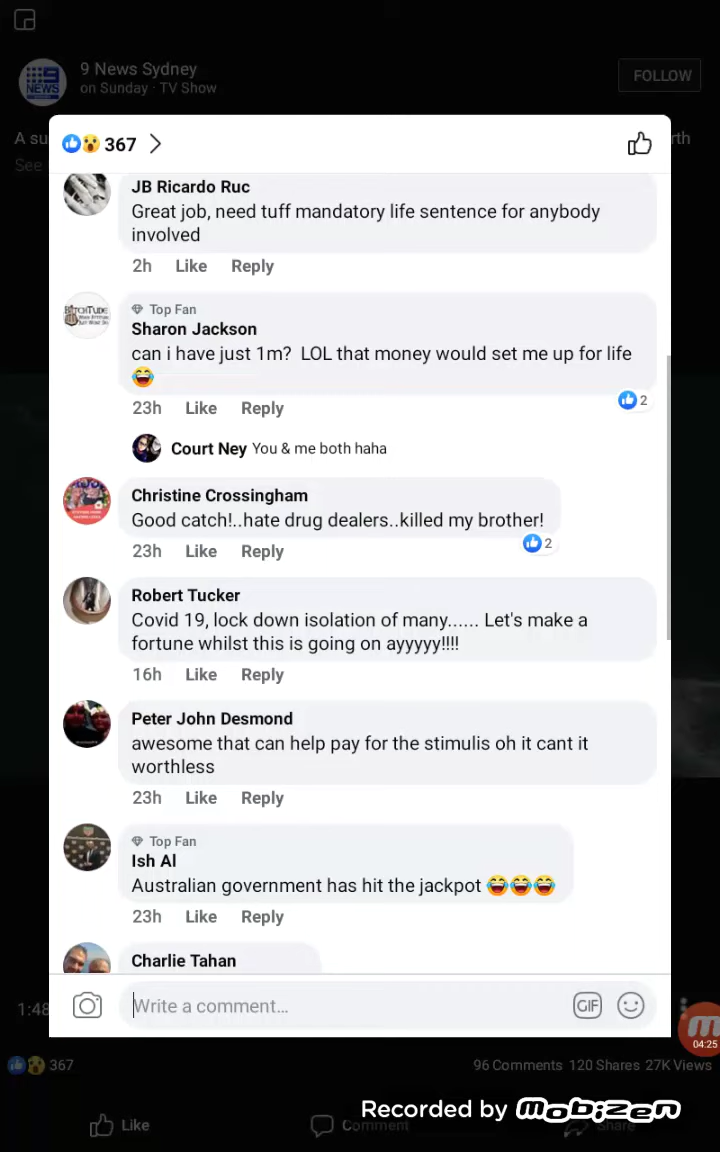 9 News Sydney
on Sunday · TV Show
FOLLOW
A su
rth
See
367
JB Ricardo Ruc
Great job, need tuff mandatory life sentence for anybody
involved
2h Like Reply
Top Fan
Sharon Jackson
can i have just 1m? LOL that money would set me up for life
😂
23h Like Reply
2
Court Ney You & me both haha
Christine Crossingham
Good catch!..hate drug dealers..killed my brother!
23h Like Reply
2
Robert Tucker
Covid 19, lock down isolation of many...... Let's make a
fortune whilst this is going on ayyyyy!!!!
16h Like Reply
Peter John Desmond
awesome that can help pay for the stimulis oh it cant it
worthless
23h Like Reply
Top Fan
Ish Al
Australian government has hit the jackpot 😂😂😂
23h Like Reply
Charlie Tahan
Write a comment...
GIF
1:48
04:25
367
96 Comments 120 Shares 27K Views
Recorded by mobizen
Like Comment Share